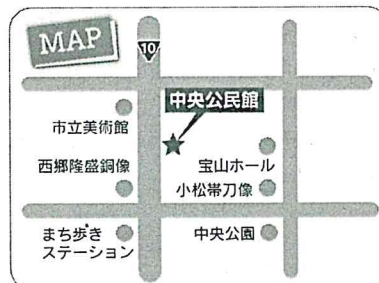 MAP
10
中央公民館
市立美術館
宝山ホール
西郷隆盛銅像
小松帯刀像
まち歩き
ステーション
中央公園